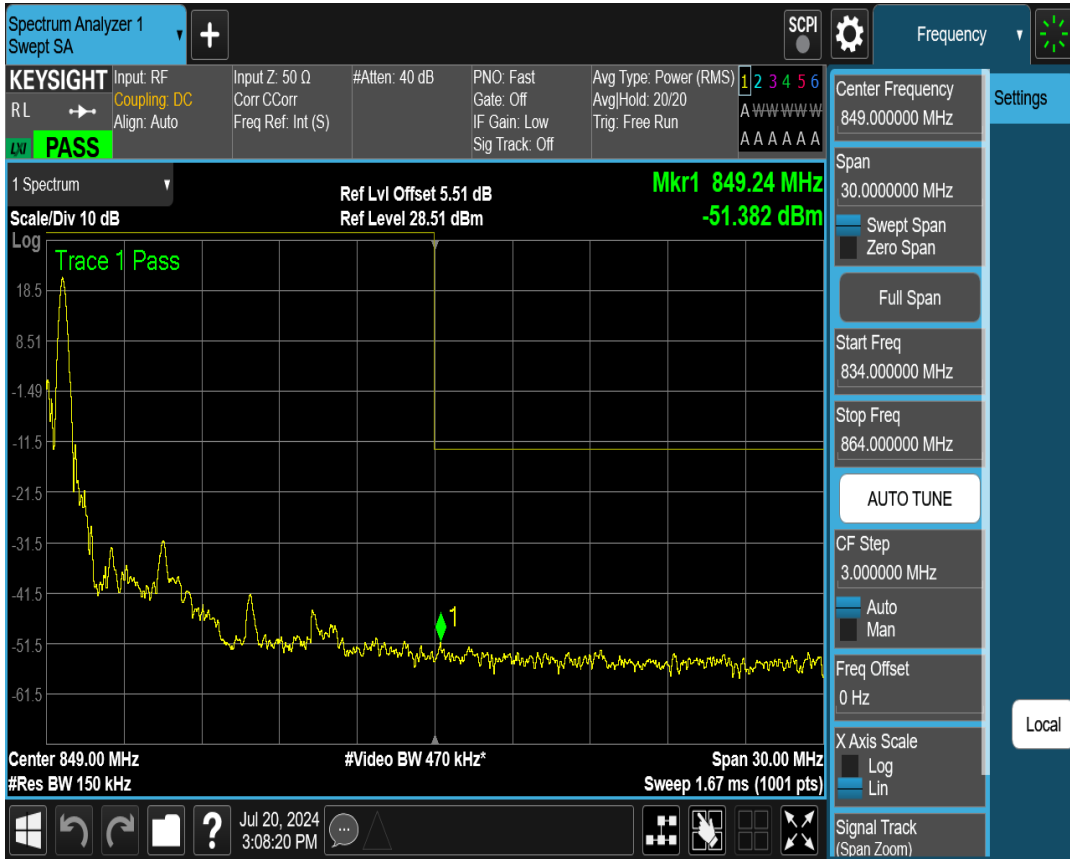 Spectrum Analyzer 1
Swept SA
+
SCPI
Frequency
KEYSIGHT
R L
LXI PASS
Input: RF
Coupling: DC
Align: Auto
Input Z: 50 Ω
Corr CCorr
Freq Ref: Int (S)
#Atten: 40 dB
PNO: Fast
Gate: Off
IF Gain: Low
Sig Track: Off
Avg Type: Power (RMS)
Avg|Hold: 20/20
Trig: Free Run
1 2 3 4 5 6
A W W W W W
A A A A A A
1 Spectrum
Scale/Div 10 dB
Ref Lvl Offset 5.51 dB
Ref Level 28.51 dBm
Mkr1 849.24 MHz
-51.382 dBm
Log
Trace 1 Pass
18.5
8.51
-1.49
-11.5
-21.5
-31.5
-41.5
-51.5
-61.5
1
Center 849.00 MHz
#Res BW 150 kHz
#Video BW 470 kHz*
Span 30.00 MHz
Sweep 1.67 ms (1001 pts)
?
Jul 20, 2024
3:08:20 PM
Center Frequency
849.000000 MHz
Span
30.0000000 MHz
Swept Span
Zero Span
Full Span
Start Freq
834.000000 MHz
Stop Freq
864.000000 MHz
AUTO TUNE
CF Step
3.000000 MHz
Auto
Man
Freq Offset
0 Hz
X Axis Scale
Log
Lin
Signal Track
(Span Zoom)
Settings
Local